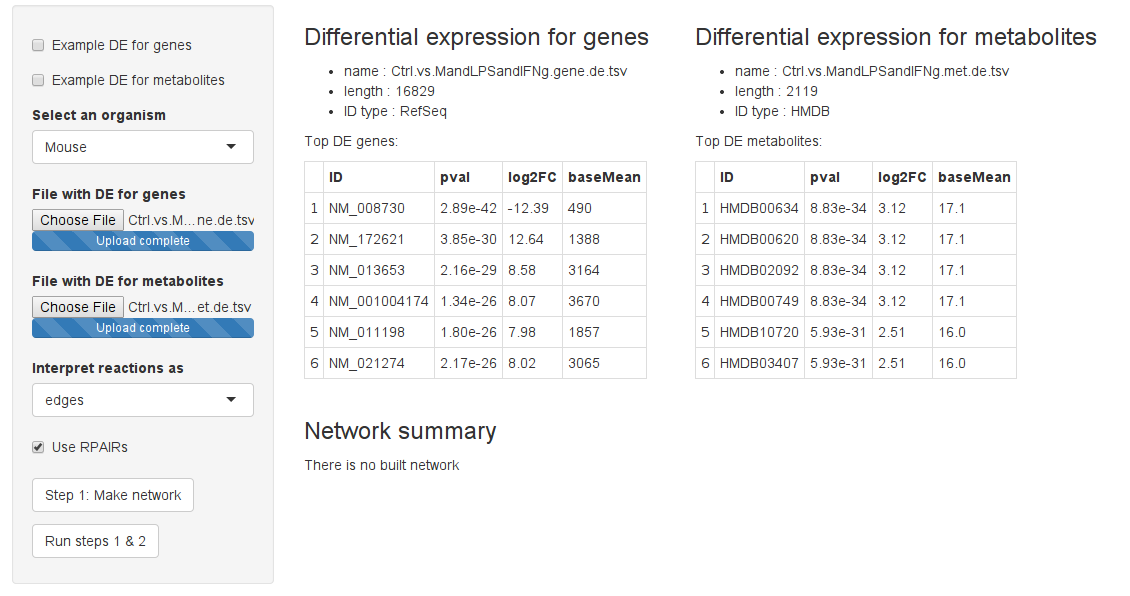 Example DE for genes
Example DE for metabolites
Select an organism
Mouse
File with DE for genes
Choose File Ctrl.vs.M...ne.de.tsv
Upload complete
File with DE for metabolites
Choose File Ctrl.vs.M...et.de.tsv
Upload complete
Interpret reactions as
edges
Use RPAIRs
Step 1: Make network
Run steps 1 & 2
Differential expression for genes
name : Ctrl.vs.MandLPSandIFNg.gene.de.tsv
length : 16829
ID type : RefSeq
Top DE genes:
ID pval log2FC baseMean
1 NM_008730 2.89e-42 -12.39 490
2 NM_172621 3.85e-30 12.64 1388
3 NM_013653 2.16e-29 8.58 3164
4 NM_001004174 1.34e-26 8.07 3670
5 NM_011198 1.80e-26 7.98 1857
6 NM_021274 2.17e-26 8.02 3065
Differential expression for metabolites
name : Ctrl.vs.MandLPSandIFNg.met.de.tsv
length : 2119
ID type : HMDB
Top DE metabolites:
ID pval log2FC baseMean
1 HMDB00634 8.83e-34 3.12 17.1
2 HMDB00620 8.83e-34 3.12 17.1
3 HMDB02092 8.83e-34 3.12 17.1
4 HMDB00749 8.83e-34 3.12 17.1
5 HMDB10720 5.93e-31 2.51 16.0
6 HMDB03407 5.93e-31 2.51 16.0
Network summary
There is no built network